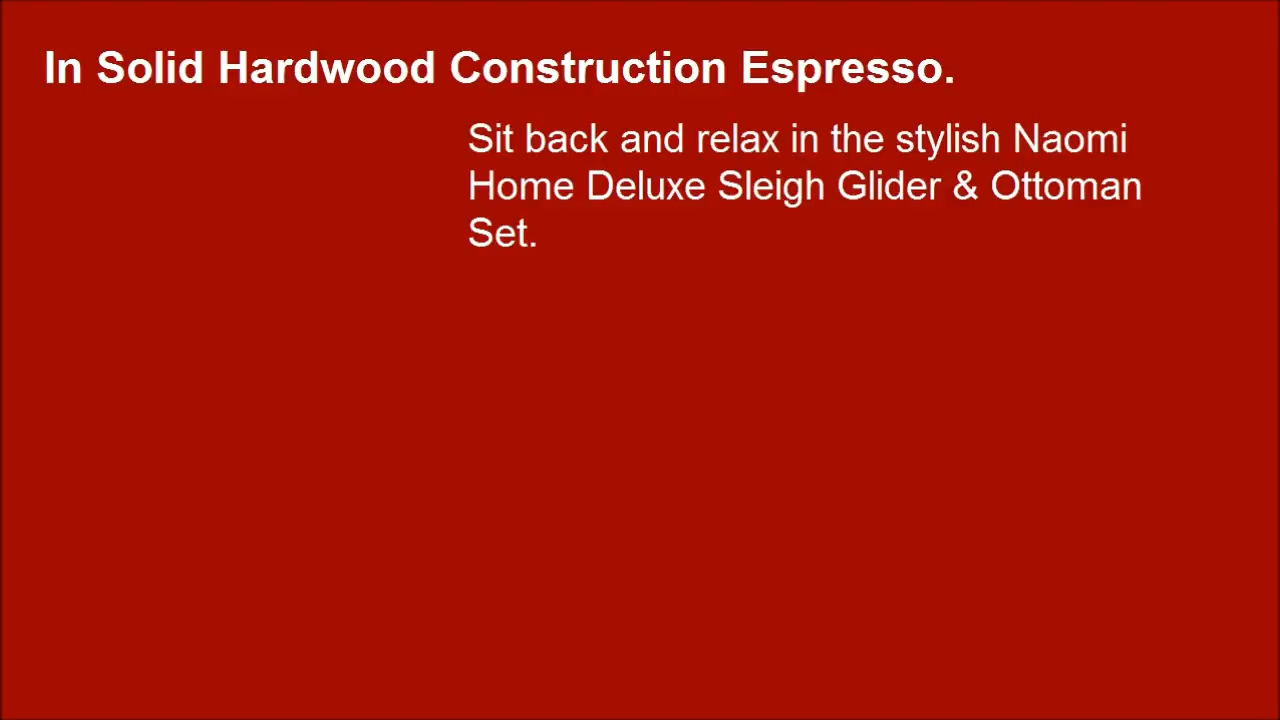 In Solid Hardwood Construction Espresso.
Sit back and relax in the stylish Naomi
Home Deluxe Sleigh Glider & Ottoman
Set.